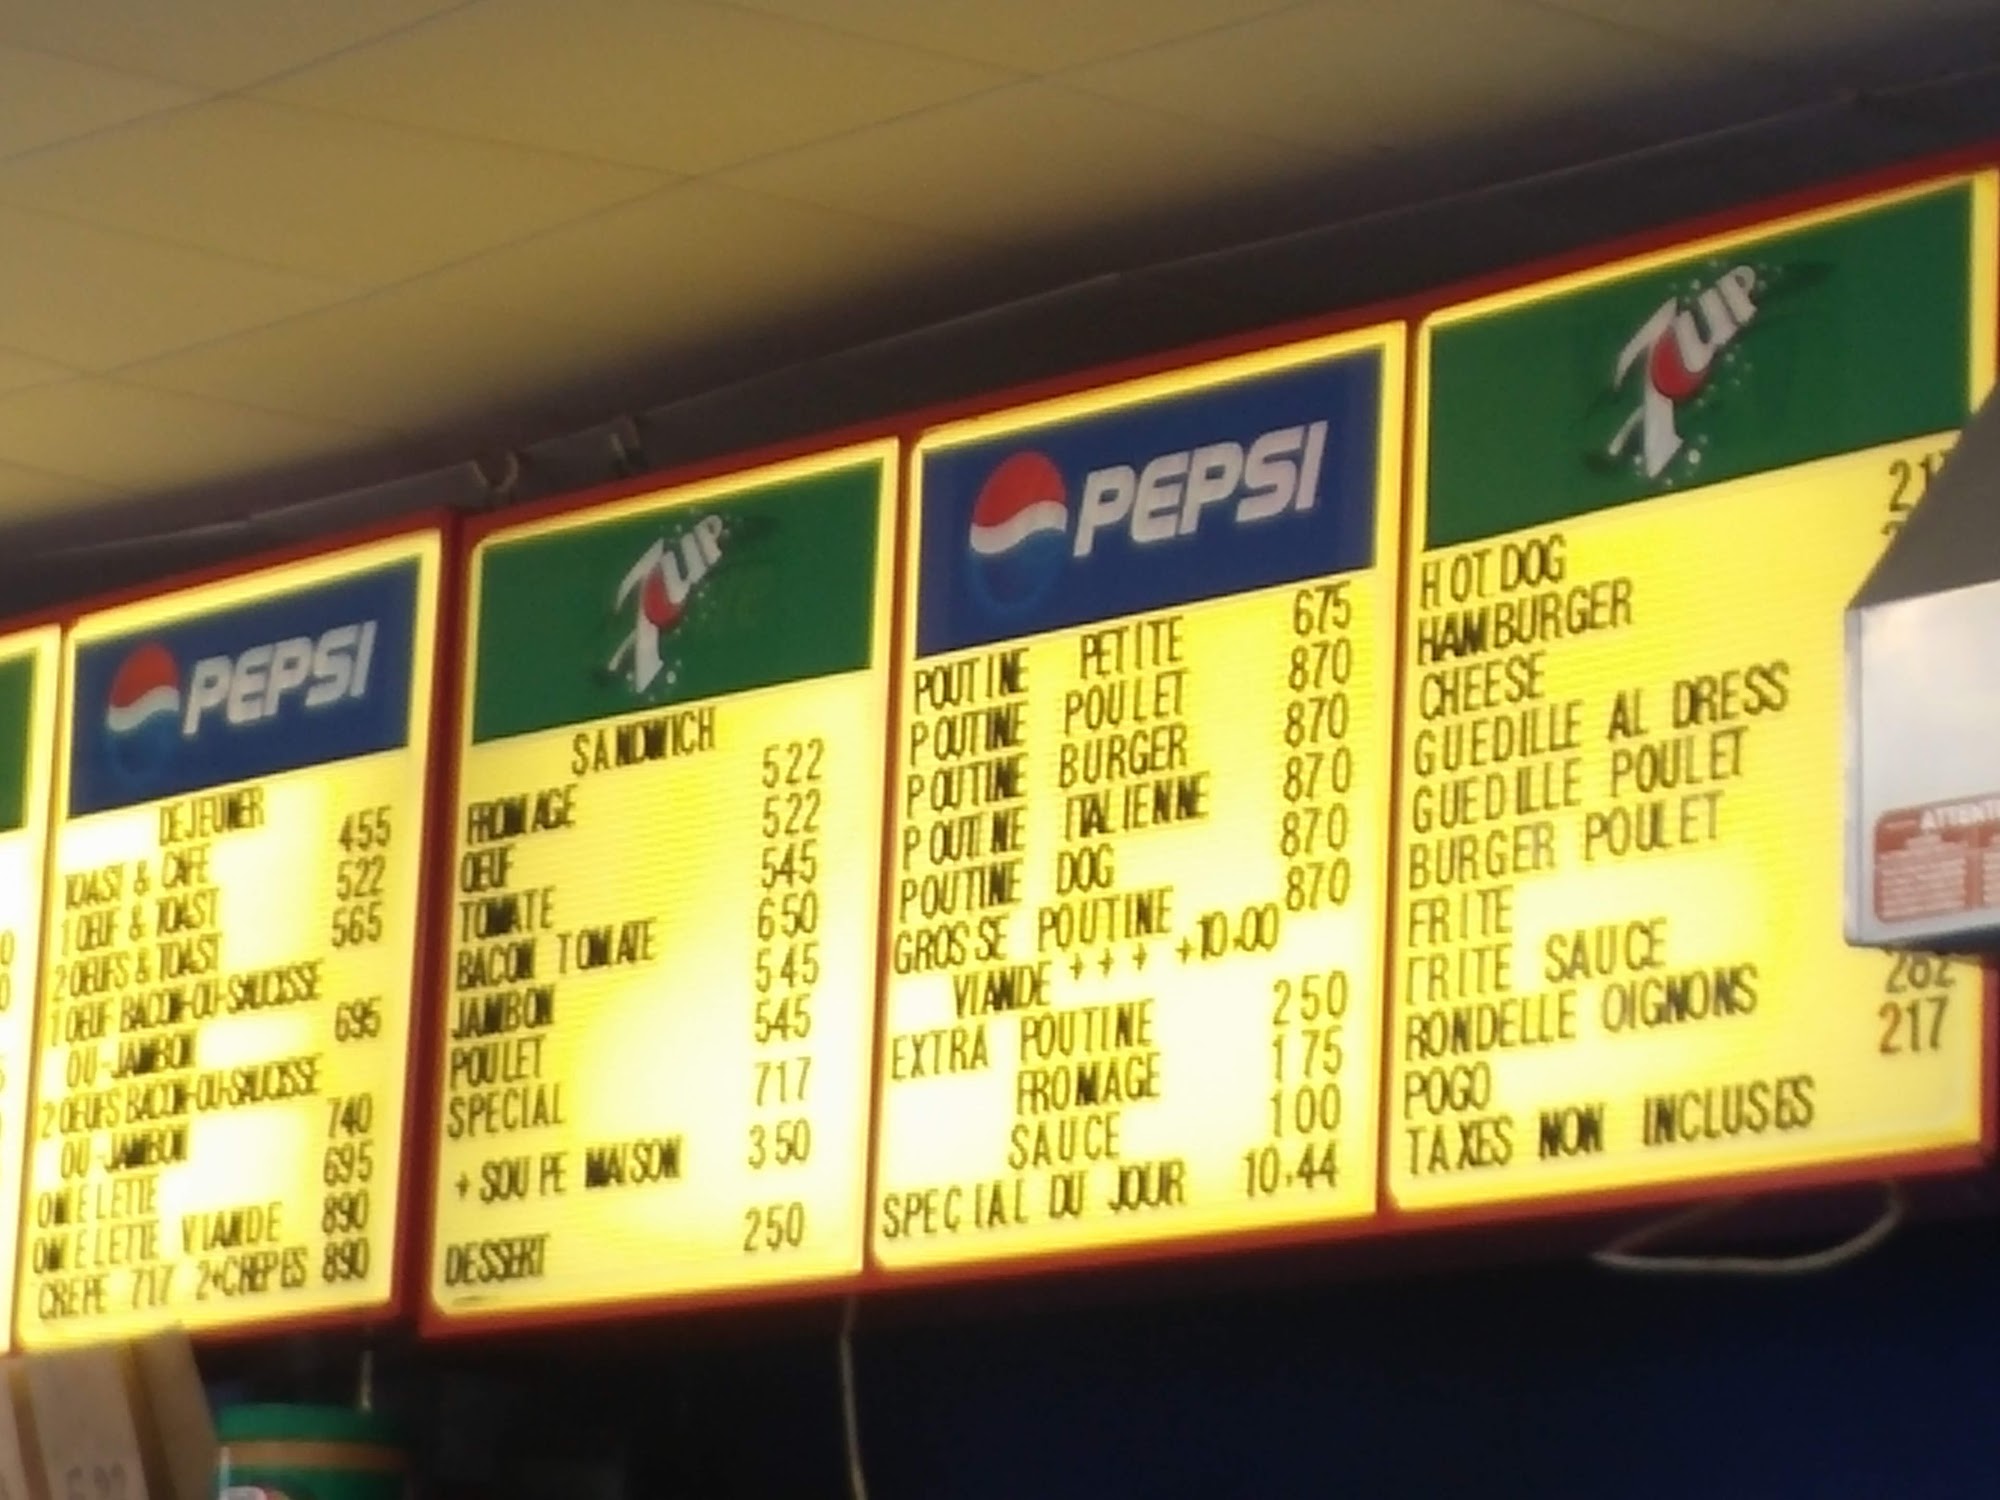 PEPSI
DEJEUNER
TOAST & CAFE 455
1 OEUF & TOAST 522
2 OEUFS & TOAST 565
1 OEUF BACON-OU-SAUCISSE
OU-JAMBON 695
2 OEUFS BACON-OU-SAUCISSE
OU-JAMBON 740
OMELETTE 695
OMELETTE VIANDE 890
CREPE 717 2+CREPES 890
7UP
SANDWICH
FROMAGE 522
OEUF 522
TOMATE 545
BACON TOMATE 650
JAMBON 545
POULET 545
SPECIAL 717
+ SOUPE MAISON 350
DESSERT 250
PEPSI
POUTINE PETITE 675
POUTINE POULET 870
POUTINE BURGER 870
POUTINE ITALIENNE 870
POUTINE DOG 870
GROSSE POUTINE 870
VIANDE +++ +10.00
EXTRA POUTINE 250
FROMAGE 175
SAUCE 100
SPECIAL DU JOUR 10.44
7UP
HOT DOG
HAMBURGER
CHEESE
GUEDILLE AL DRESS
GUEDILLE POULET
BURGER POULET
FRITE
FRITE SAUCE
RONDELLE OIGNONS 262
POGO 217
TAXES NON INCLUSES